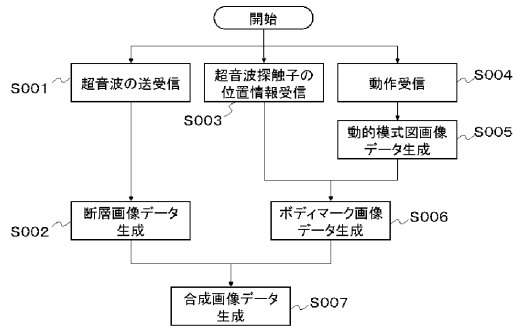 開始
S001
超音波の送受信
超音波探触子の
位置情報受信
S003
動作受信
S004
動的模式図画像
データ生成
S005
S002
断層画像データ
生成
ボディマーク画像
データ生成
S006
合成画像データ
生成
S007